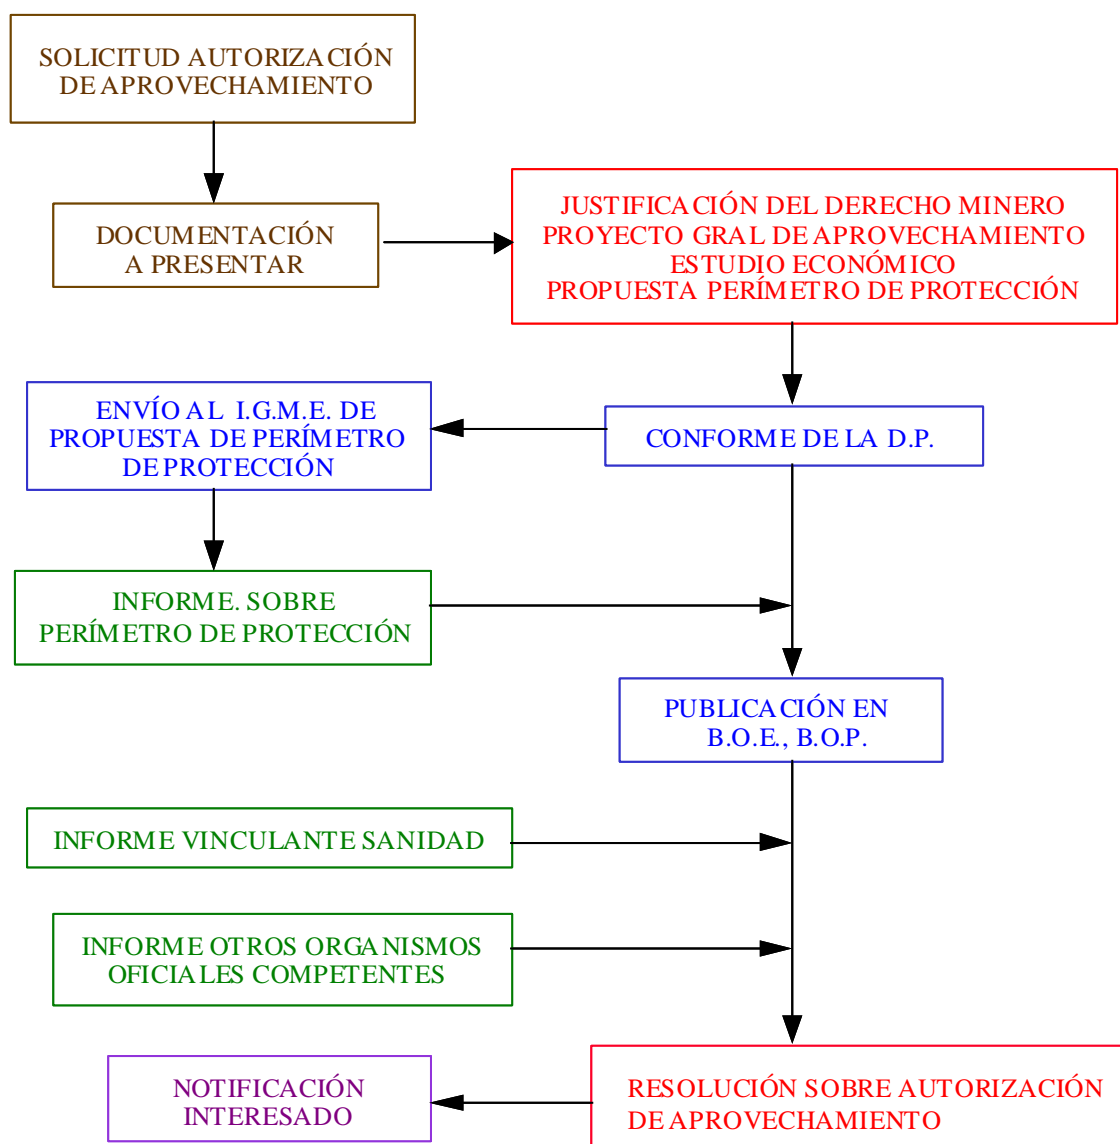 SOLICITUD AUTORIZACIÓN
DE APROVECHAMIENTO
DOCUMENTACIÓN
A PRESENTAR
JUSTIFICACIÓN DEL DERECHO MINERO
PROYECTO GRAL DE APROVECHAMIENTO
ESTUDIO ECONÓMICO
PROPUESTA PERÍMETRO DE PROTECCIÓN
ENVÍO AL I.G.M.E. DE
PROPUESTA DE PERÍMETRO
DE PROTECCIÓN
CONFORME DE LA D.P.
INFORME. SOBRE
PERÍMETRO DE PROTECCIÓN
PUBLICACIÓN EN
B.O.E., B.O.P.
INFORME VINCULANTE SANIDAD
INFORME OTROS ORGANISMOS
OFICIALES COMPETENTES
NOTIFICACIÓN
INTERESADO
RESOLUCIÓN SOBRE AUTORIZACIÓN
DE APROVECHAMIENTO